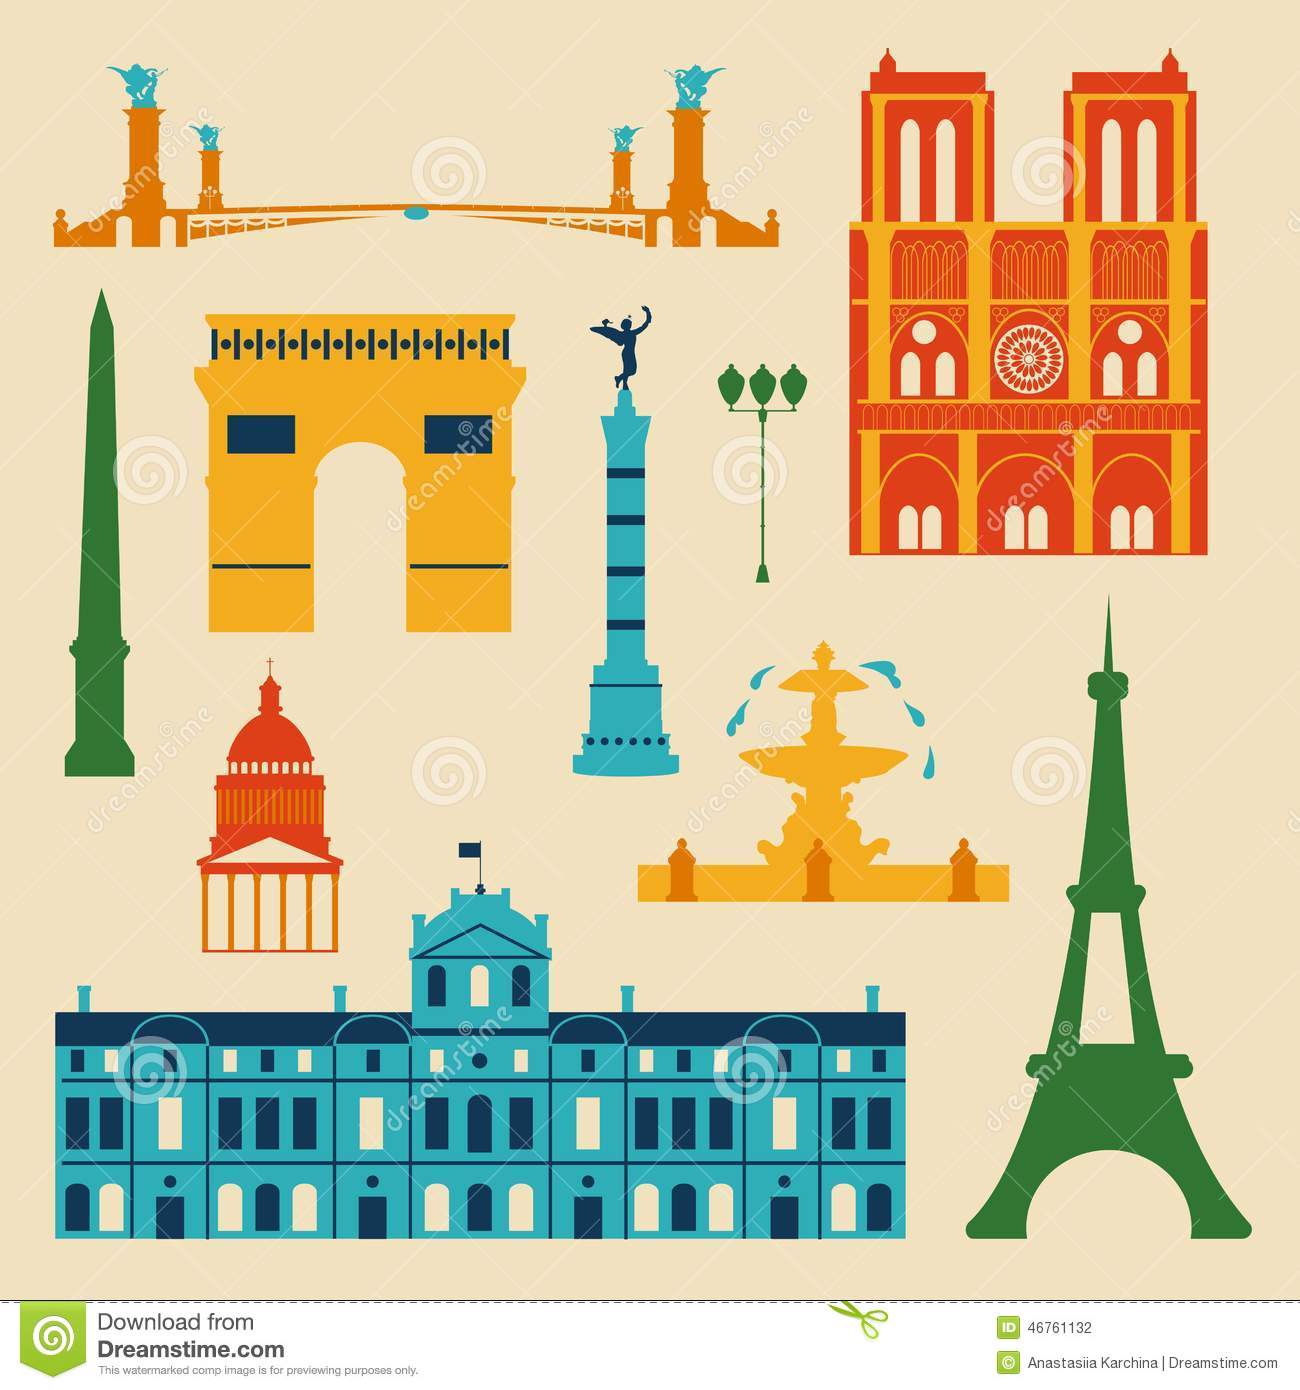 dreamstime
Download from
Dreamstime.com
This watermarked comp image is for previewing purposes only.
ID 46761132
© Anastasiia Karchina | Dreamstime.com